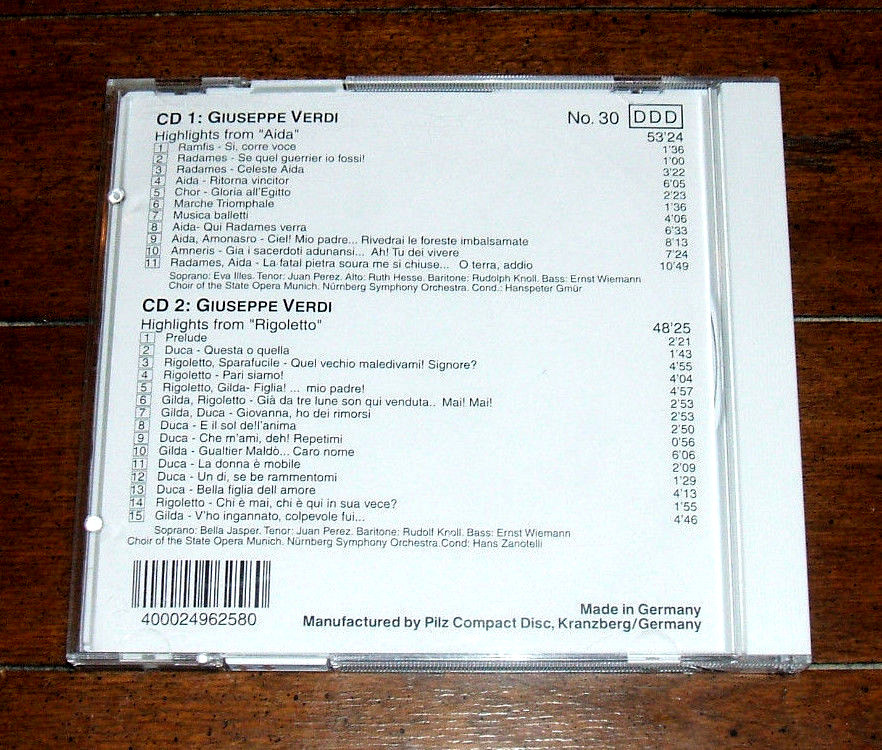 CD 1: GIUSEPPE VERDI No. 30 DDD
Highlights from "Aida" 53'24
1 Ramfis - Si, corre voce 1'36
2 Radames - Se quel guerrier io fossi! 1'00
3 Radames - Celeste Aida 3'22
4 Aida - Ritorna vincitor 6'05
5 Chor - Gloria all'Egitto 2'23
6 Marche Triomphale 1'36
7 Musica balletti 4'06
8 Aida- Qui Radames verra 6'33
9 Aida, Amonasro - Ciel! Mio padre... Rivedrai le foreste imbalsamate 8'13
10 Amneris - Gia i sacerdoti adunansi... Ah! Tu dei vivere 7'24
11 Radames, Aida - La fatal pietra soura me si chiuse... O terra, addio 10'49
Soprano: Eva Illes. Tenor: Juan Perez. Alto: Ruth Hesse. Baritone: Rudolph Knoll. Bass: Ernst Wiemann
Choir of the State Opera Munich. Nürnberg Symphony Orchestra. Cond.: Hanspeter Gmür
CD 2: GIUSEPPE VERDI
Highlights from "Rigoletto" 48'25
1 Prelude 2'21
2 Duca - Questa o quella 1'43
3 Rigoletto, Sparafucile - Quel vechio maledivami! Signore? 4'55
4 Rigoletto - Pari siamo! 4'04
5 Rigoletto, Gilda- Figlia! ... mio padre! 4'57
6 Gilda, Rigoletto - Già da tre lune son qui venduta.. Mai! Mai! 2'53
7 Gilda, Duca - Giovanna, ho dei rimorsi 2'53
8 Duca - E il sol dell'anima 2'50
9 Duca - Che m'ami, deh! Repetimi 0'56
10 Gilda - Gualtier Maldò... Caro nome 6'06
11 Duca - La donna è mobile 2'09
12 Duca - Un di, se be rammentomi 1'29
13 Duca - Bella figlia dell amore 4'13
14 Rigoletto - Chi è mai, chi è qui in sua vece? 1'55
15 Gilda - V'ho ingannato, colpevole fui... 4'46
Soprano: Bella Jasper. Tenor: Juan Perez. Baritone: Rudolf Knoll. Bass: Ernst Wiemann
Choir of the State Opera Munich. Nürnberg Symphony Orchestra.Cond: Hans Zanotelli
400024962580
Made in Germany
Manufactured by Pilz Compact Disc, Kranzberg/Germany